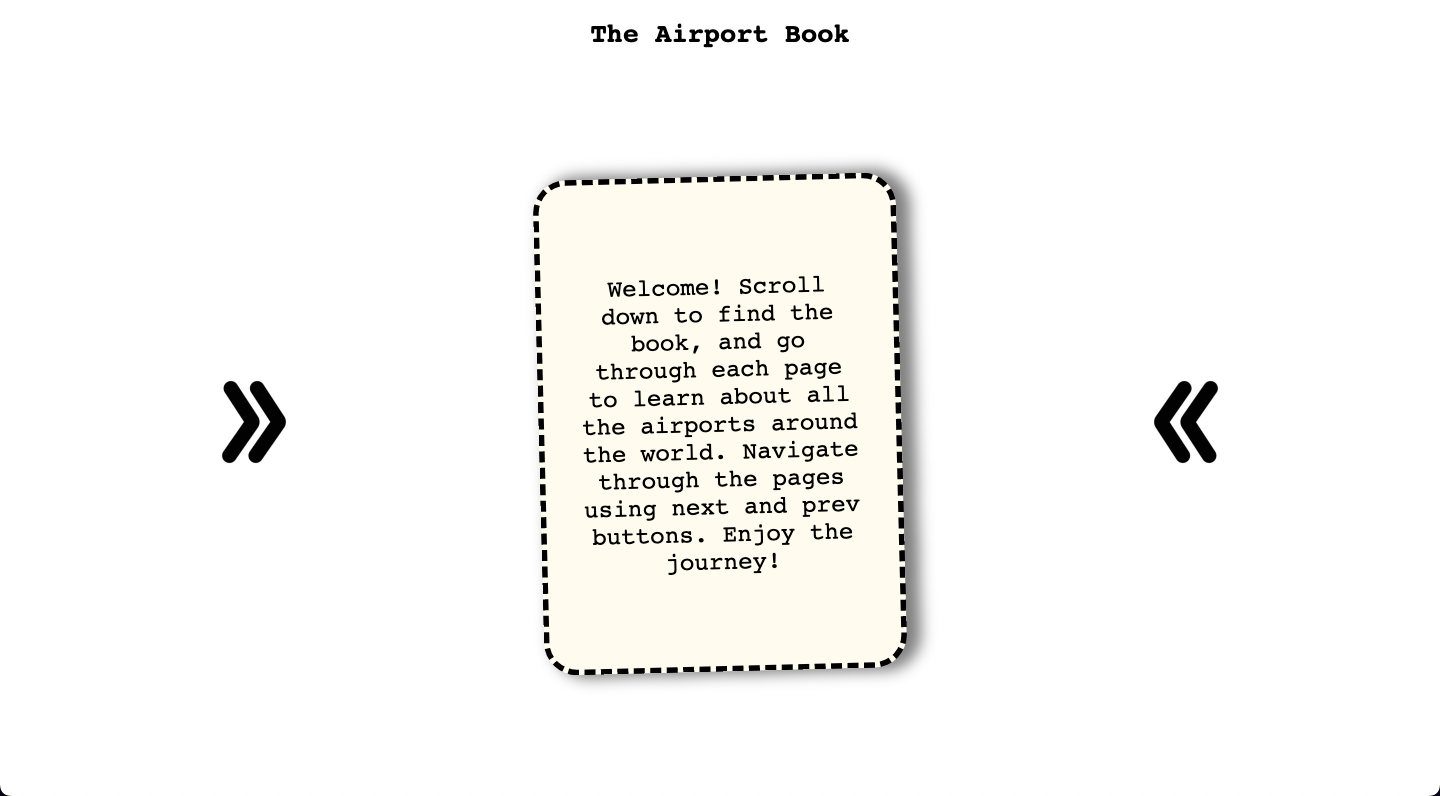 The Airport Book
Welcome! Scroll
down to find the
book, and go
through each page
to learn about all
the airports around
the world. Navigate
through the pages
using next and prev
buttons. Enjoy the
journey!